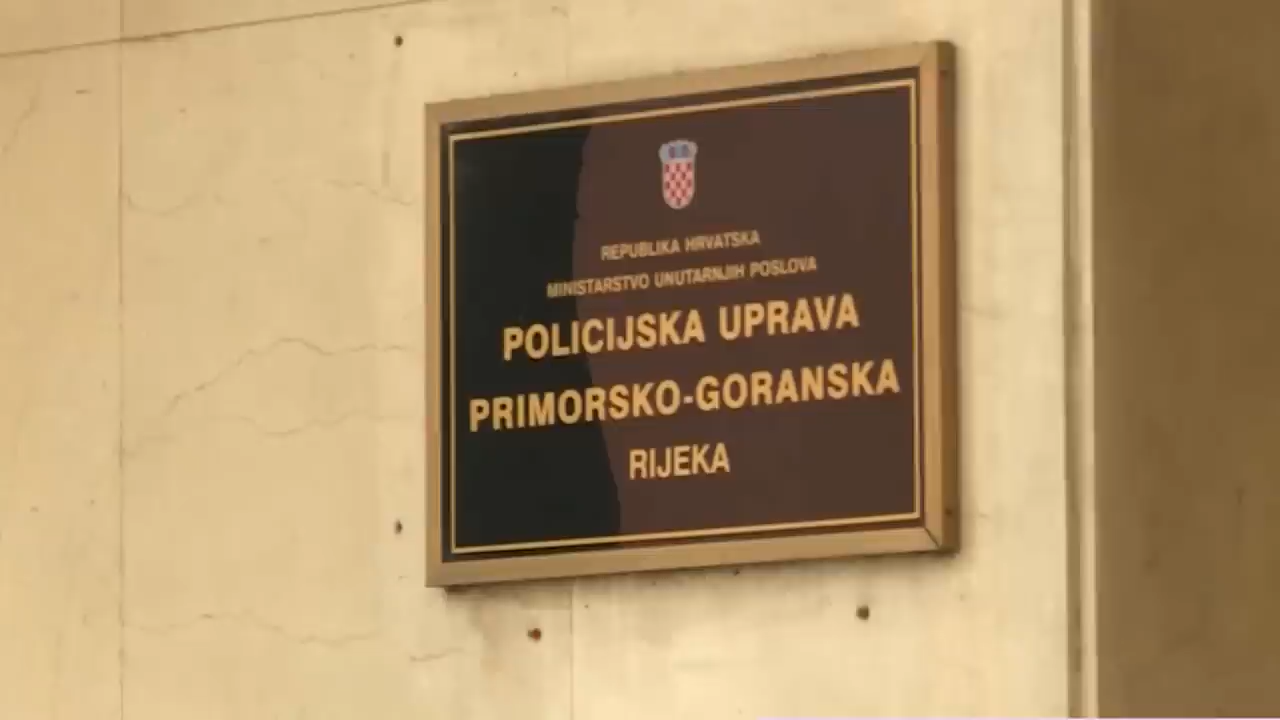 REPUBLIKA HRVATSKA
MINISTARSTVO UNUTARNJIH POSLOVA
POLICIJSKA UPRAVA
PRIMORSKO-GORANSKA
RIJEKA